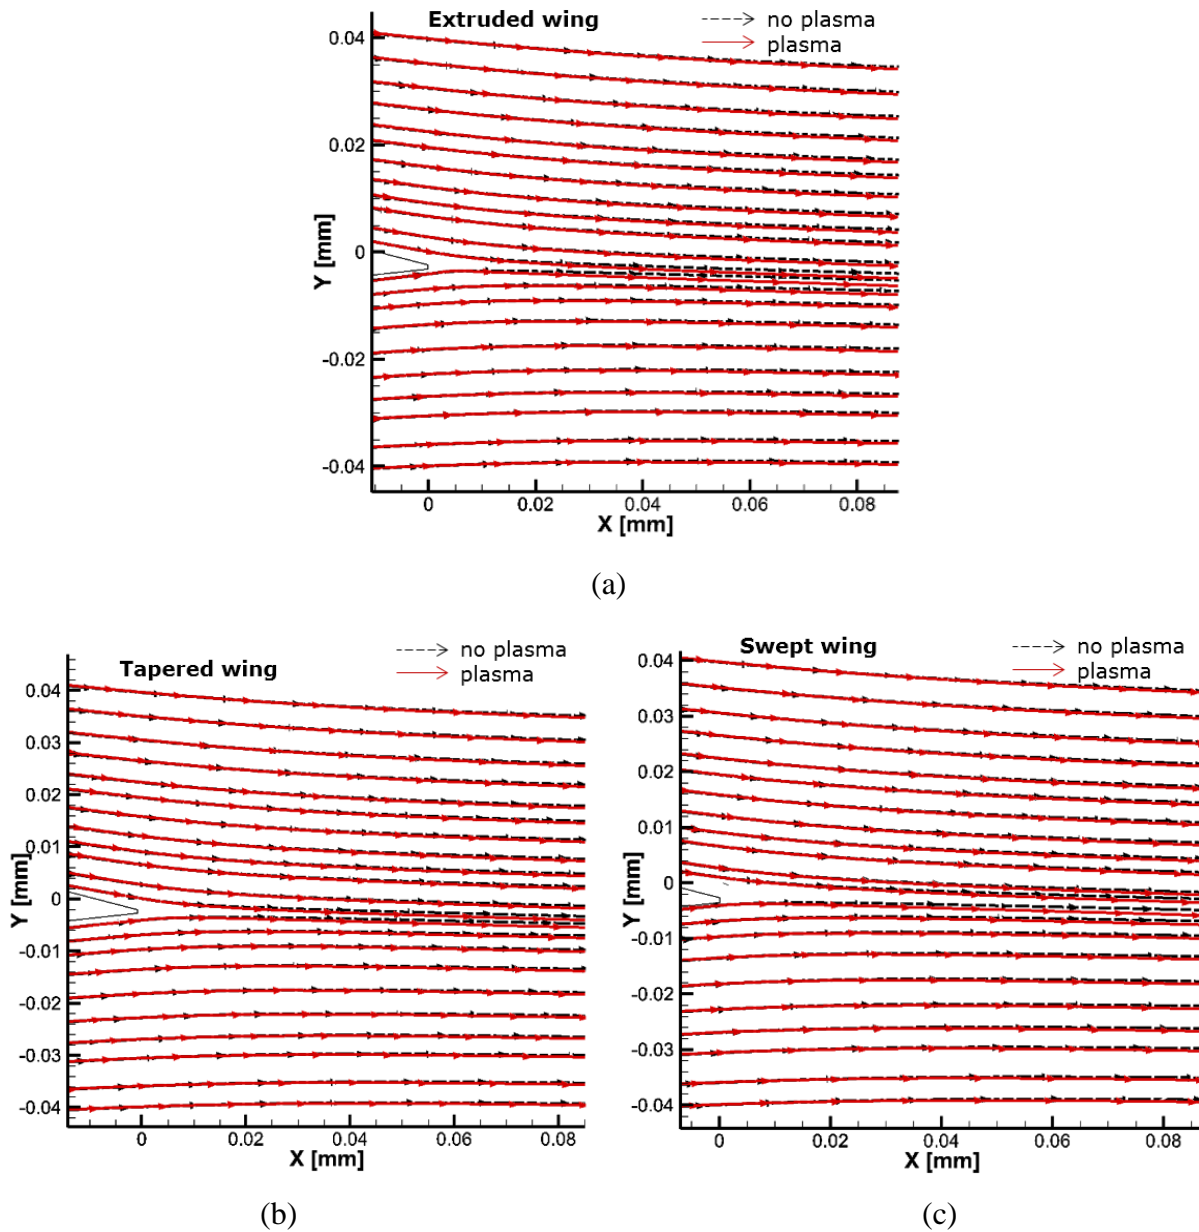 Extruded wing
no plasma
plasma
0.04
0.02
0
-0.02
-0.04
Y [mm]
0
0.02
0.04
0.06
0.08
X [mm]
(a)
Tapered wing
no plasma
plasma
0.04
0.03
0.02
0.01
0
-0.01
-0.02
-0.03
-0.04
Y [mm]
0
0.02
0.04
0.06
0.08
X [mm]
(b)
Swept wing
no plasma
plasma
0.04
0.03
0.02
0.01
0
-0.01
-0.02
-0.03
-0.04
Y [mm]
0
0.02
0.04
0.06
0.08
X [mm]
(c)